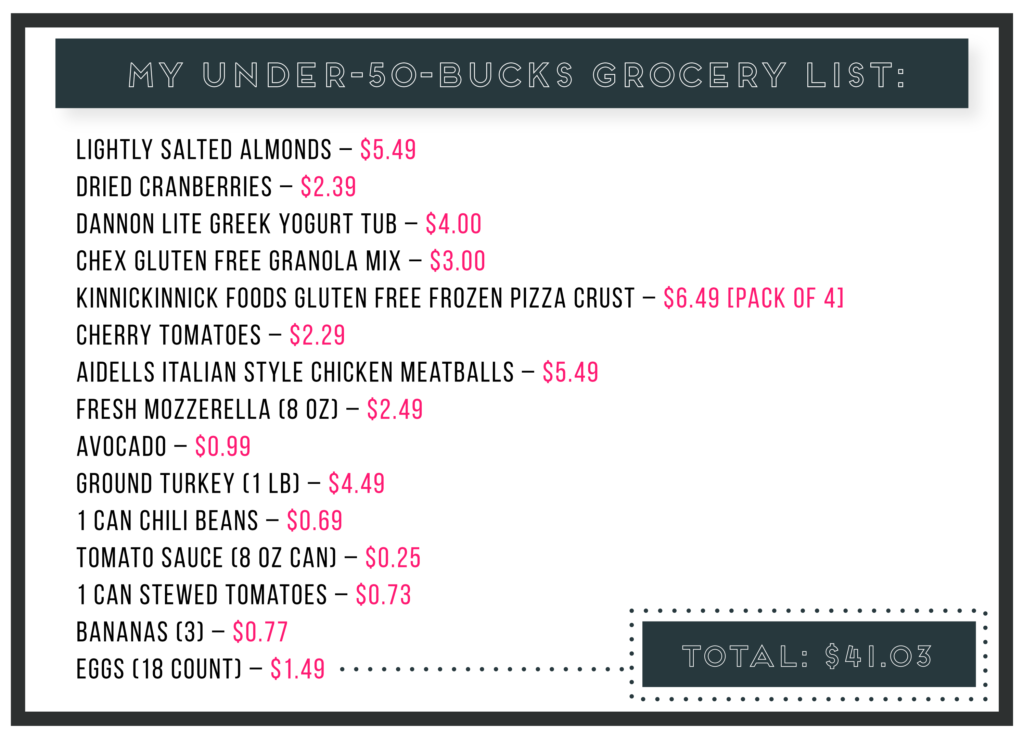 MY UNDER-50-BUCKS GROCERY LIST:
LIGHTLY SALTED ALMONDS – $5.49
DRIED CRANBERRIES – $2.39
DANNON LITE GREEK YOGURT TUB – $4.00
CHEX GLUTEN FREE GRANOLA MIX – $3.00
KINNICKINNICK FOODS GLUTEN FREE FROZEN PIZZA CRUST – $6.49 [PACK OF 4]
CHERRY TOMATOES – $2.29
AIDELLS ITALIAN STYLE CHICKEN MEATBALLS – $5.49
FRESH MOZZERELLA (8 OZ) – $2.49
AVOCADO – $0.99
GROUND TURKEY (1 LB) – $4.49
1 CAN CHILI BEANS – $0.69
TOMATO SAUCE (8 OZ CAN) – $0.25
1 CAN STEWED TOMATOES – $0.73
BANANAS (3) – $0.77
EGGS (18 COUNT) – $1.49
TOTAL: $41.03